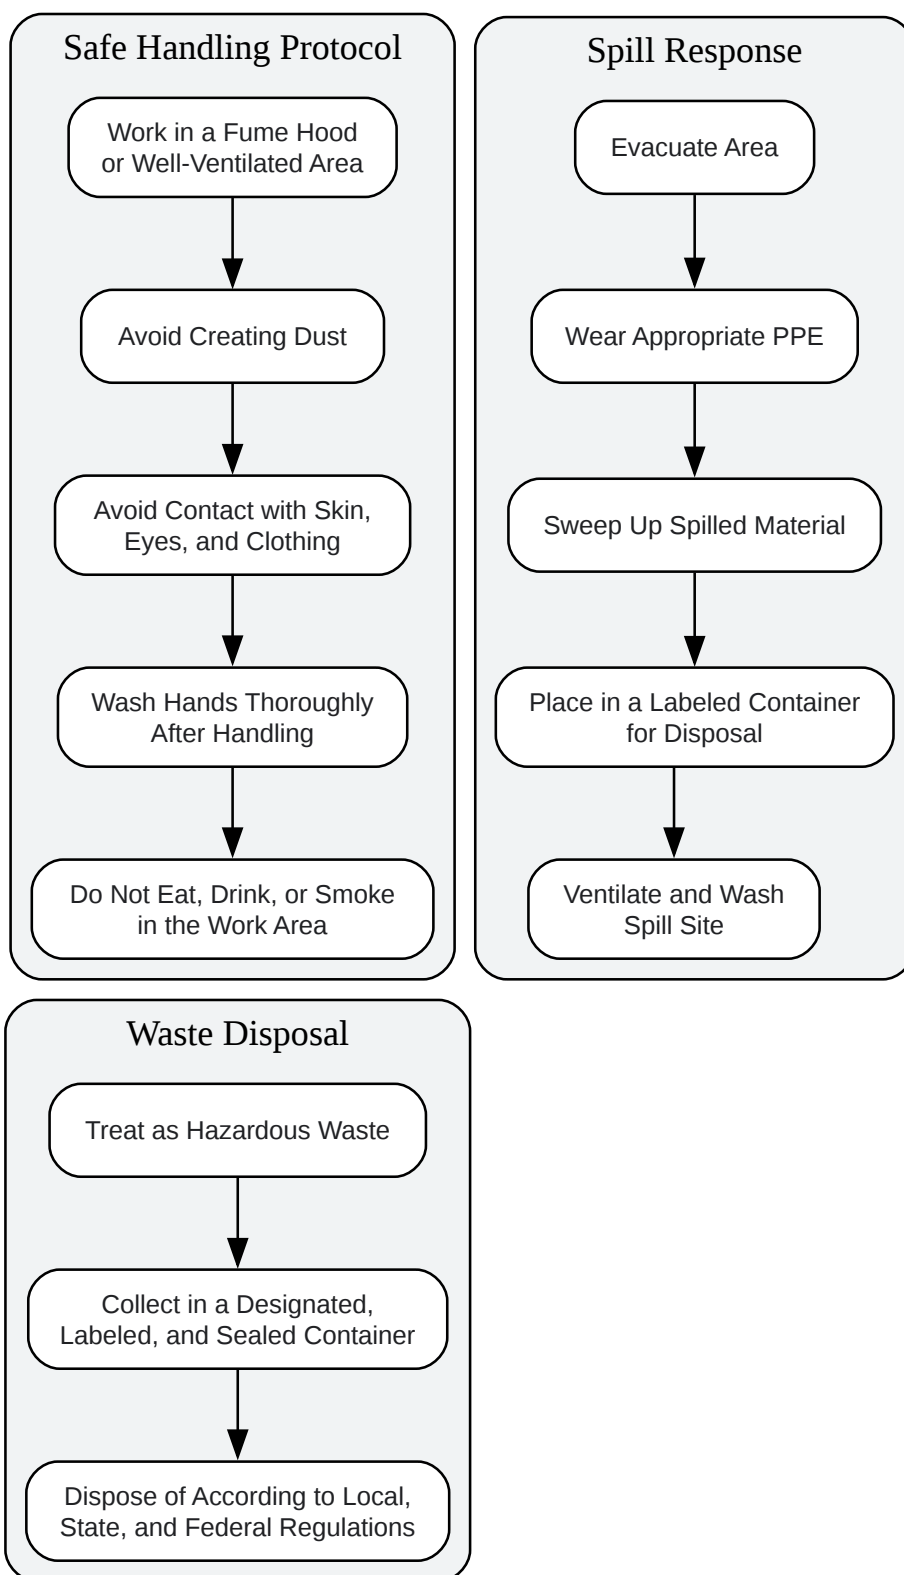 Safe Handling Protocol
Work in a Fume Hood
or Well-Ventilated Area
Avoid Creating Dust
Avoid Contact with Skin,
Eyes, and Clothing
Wash Hands Thoroughly
After Handling
Do Not Eat, Drink, or Smoke
in the Work Area
Spill Response
Evacuate Area
Wear Appropriate PPE
Sweep Up Spilled Material
Place in a Labeled Container
for Disposal
Ventilate and Wash
Spill Site
Waste Disposal
Treat as Hazardous Waste
Collect in a Designated,
Labeled, and Sealed Container
Dispose of According to Local,
State, and Federal Regulations